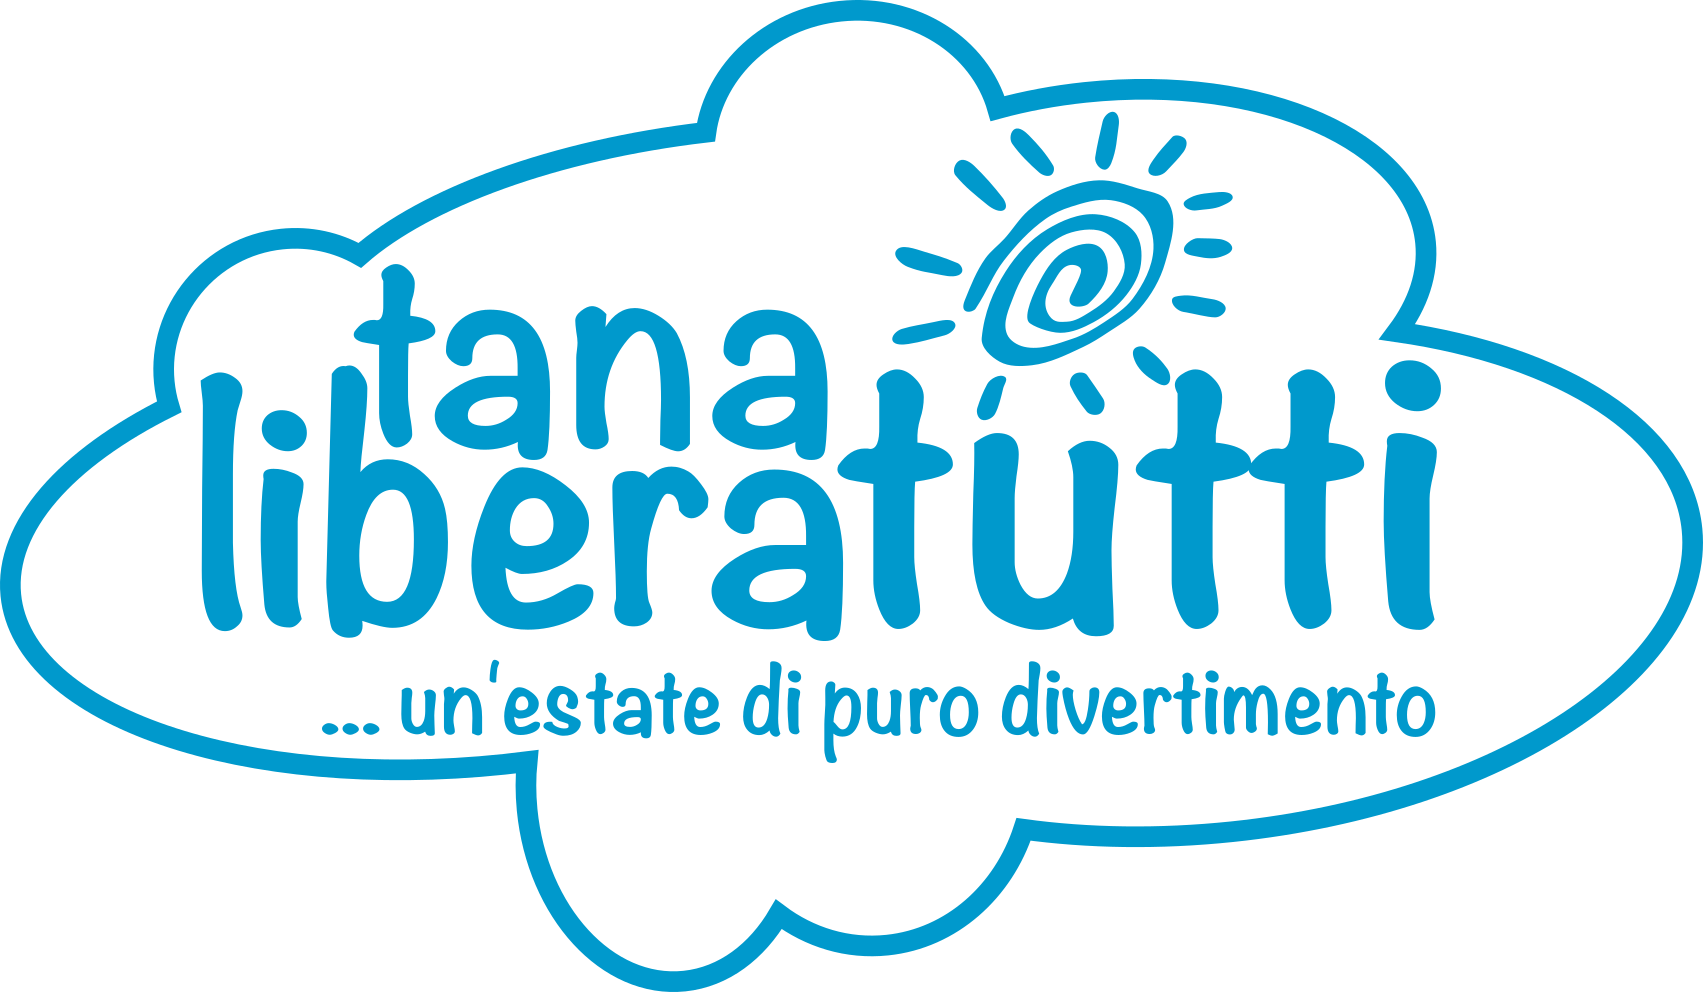 tana
liberatutti
... un'estate di puro divertimento